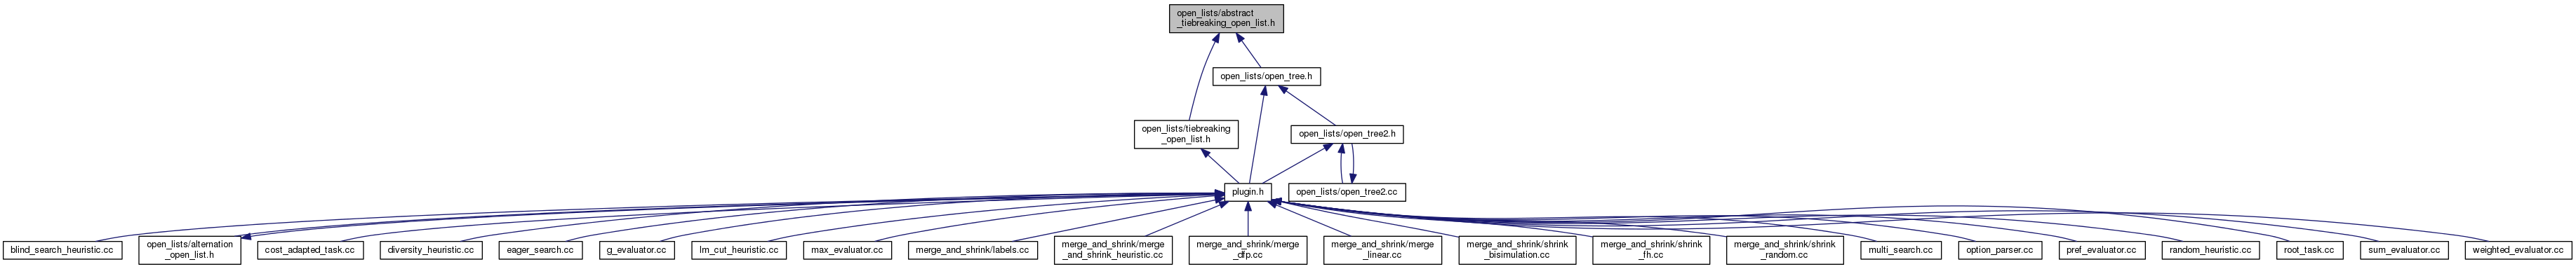 open_lists/abstract
_tiebreaking_open_list.h
open_lists/open_tree.h
open_lists/tiebreaking
_open_list.h
open_lists/open_tree2.h
plugin.h
open_lists/open_tree2.cc
blind_search_heuristic.cc
open_lists/alternation
_open_list.h
cost_adapted_task.cc
diversity_heuristic.cc
eager_search.cc
g_evaluator.cc
lm_cut_heuristic.cc
max_evaluator.cc
merge_and_shrink/labels.cc
merge_and_shrink/merge
_and_shrink_heuristic.cc
merge_and_shrink/merge
_dfp.cc
merge_and_shrink/merge
_linear.cc
merge_and_shrink/shrink
_bisimulation.cc
merge_and_shrink/shrink
_fh.cc
merge_and_shrink/shrink
_random.cc
multi_search.cc
option_parser.cc
pref_evaluator.cc
random_heuristic.cc
root_task.cc
sum_evaluator.cc
weighted_evaluator.cc